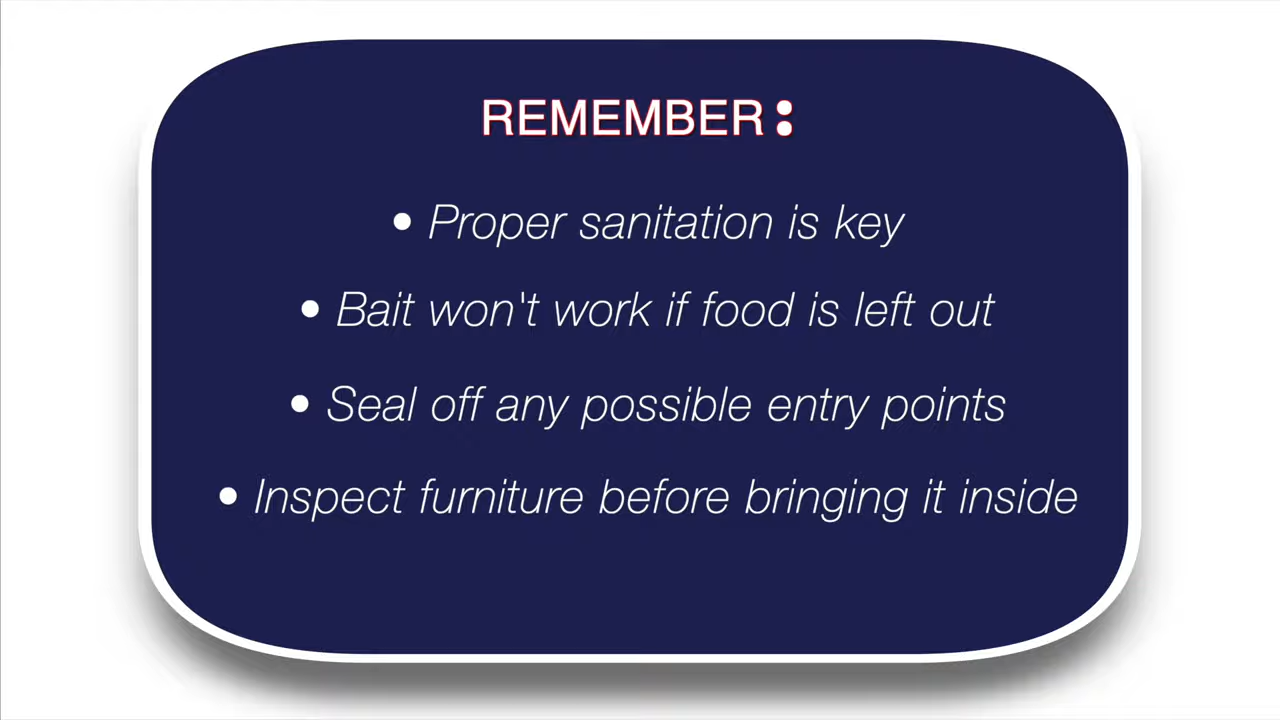 REMEMBER:
• Proper sanitation is key
• Bait won't work if food is left out
• Seal off any possible entry points
• Inspect furniture before bringing it inside